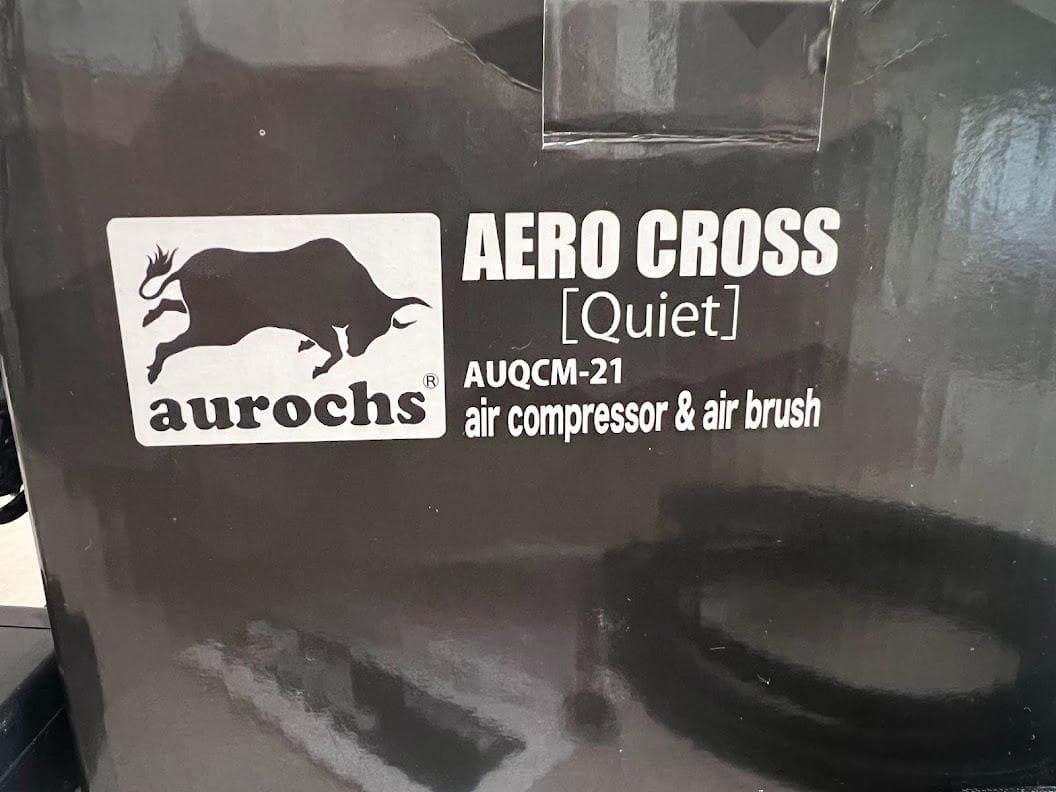 aurochs®
AERO CROSS
[Quiet]
AUQCM-21
air compressor & air brush